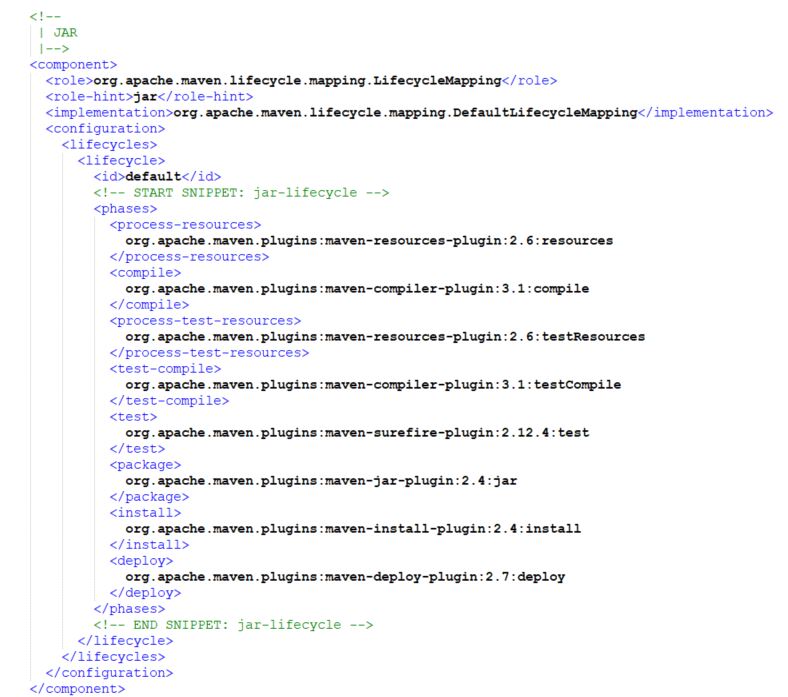 <!--
| JAR
|-->
<component>
<role>org.apache.maven.lifecycle.mapping.LifecycleMapping</role>
<role-hint>jar</role-hint>
<implementation>org.apache.maven.lifecycle.mapping.DefaultLifecycleMapping</implementation>
<configuration>
<lifecycles>
<lifecycle>
<id>default</id>
<!-- START SNIPPET: jar-lifecycle -->
<phases>
<process-resources>
org.apache.maven.plugins:maven-resources-plugin:2.6:resources
</process-resources>
<compile>
org.apache.maven.plugins:maven-compiler-plugin:3.1:compile
</compile>
<process-test-resources>
org.apache.maven.plugins:maven-resources-plugin:2.6:testResources
</process-test-resources>
<test-compile>
org.apache.maven.plugins:maven-compiler-plugin:3.1:testCompile
</test-compile>
<test>
org.apache.maven.plugins:maven-surefire-plugin:2.12.4:test
</test>
<package>
org.apache.maven.plugins:maven-jar-plugin:2.4:jar
</package>
<install>
org.apache.maven.plugins:maven-install-plugin:2.4:install
</install>
<deploy>
org.apache.maven.plugins:maven-deploy-plugin:2.7:deploy
</deploy>
</phases>
<!-- END SNIPPET: jar-lifecycle -->
</lifecycle>
</lifecycles>
</configuration>
</component>